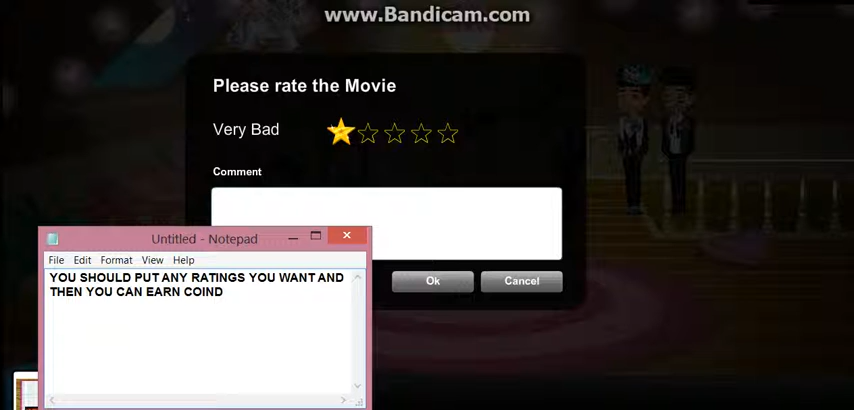 www.Bandicam.com
Please rate the Movie
Very Bad
Comment
Ok
Cancel
Untitled - Notepad
File Edit Format View Help
YOU SHOULD PUT ANY RATINGS YOU WANT AND
THEN YOU CAN EARN COIND